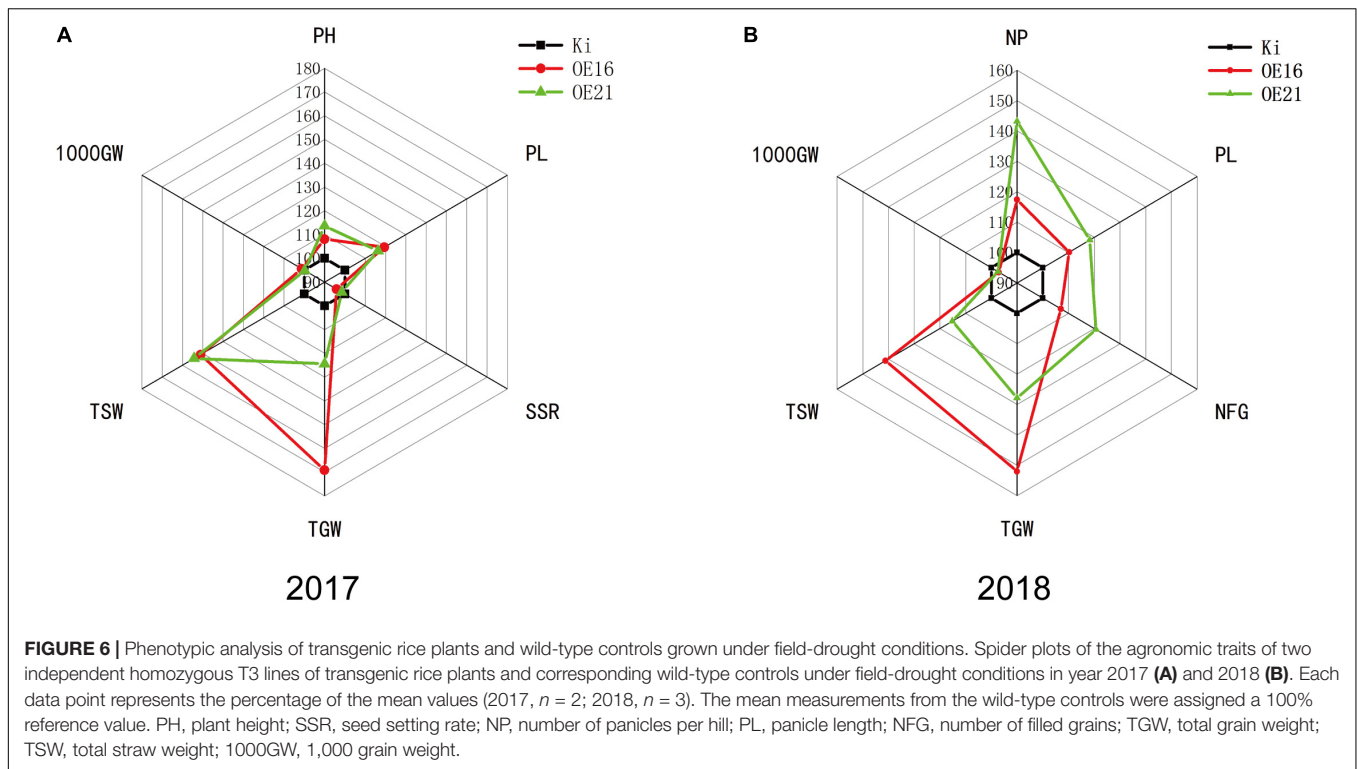 A
PH
Ki
OE16
OE21
180
170
160
150
140
130
120
110
100
90
1000GW
PL
TSW
SSR
TGW
2017
B
NP
Ki
OE16
OE21
160
150
140
130
120
110
100
90
1000GW
PL
TSW
NFG
TGW
2018
FIGURE 6 | Phenotypic analysis of transgenic rice plants and wild-type controls grown under field-drought conditions. Spider plots of the agronomic traits of two
independent homozygous T3 lines of transgenic rice plants and corresponding wild-type controls under field-drought conditions in year 2017 (A) and 2018 (B). Each
data point represents the percentage of the mean values (2017, n = 2; 2018, n = 3). The mean measurements from the wild-type controls were assigned a 100%
reference value. PH, plant height; SSR, seed setting rate; NP, number of panicles per hill; PL, panicle length; NFG, number of filled grains; TGW, total grain weight;
TSW, total straw weight; 1000GW, 1,000 grain weight.